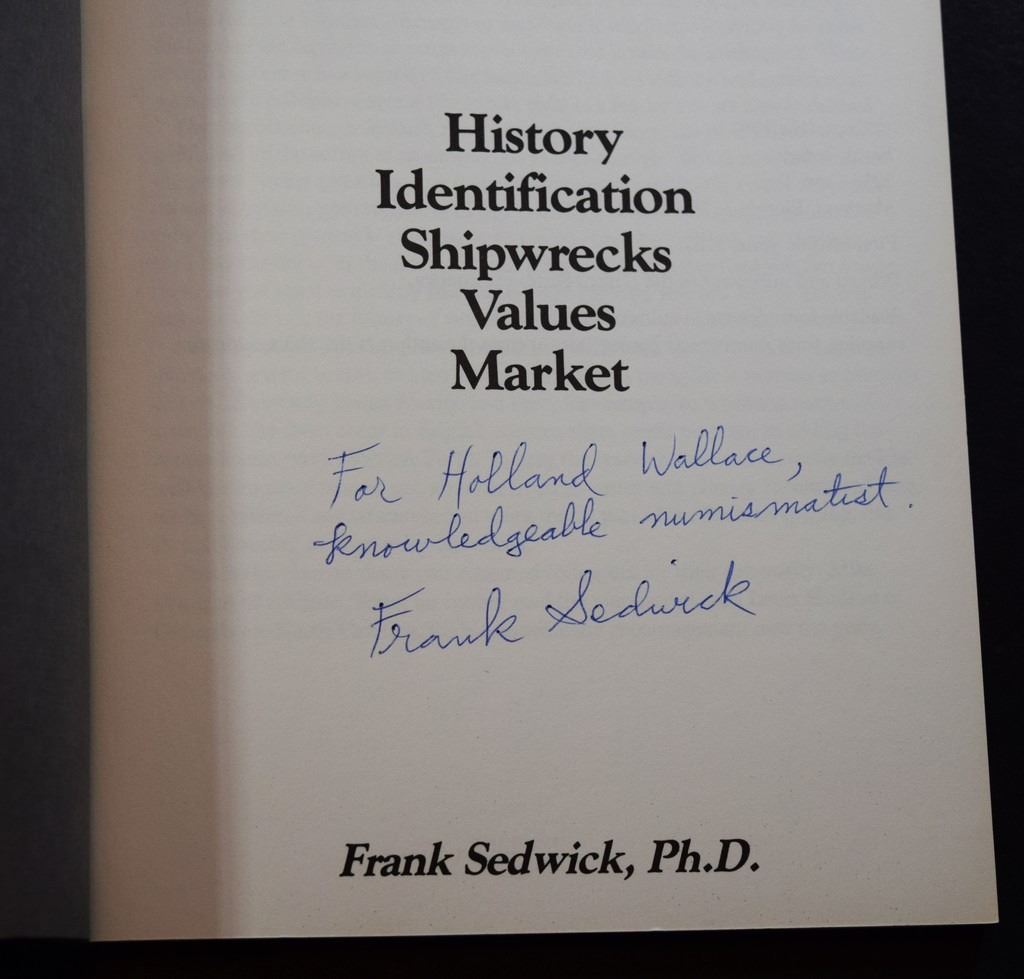 History
Identification
Shipwrecks
Values
Market
For Holland Wallace,
knowledgeable numismatist.
Frank Sedwick
Frank Sedwick, Ph.D.